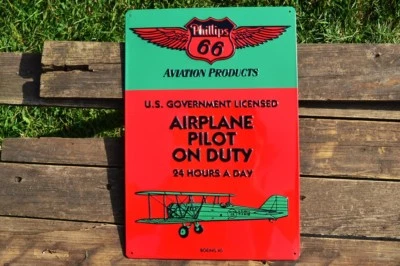 Phillips
66
AVIATION PRODUCTS
U.S. GOVERNMENT LICENSED
AIRPLANE
PILOT
ON DUTY
24 HOURS A DAY